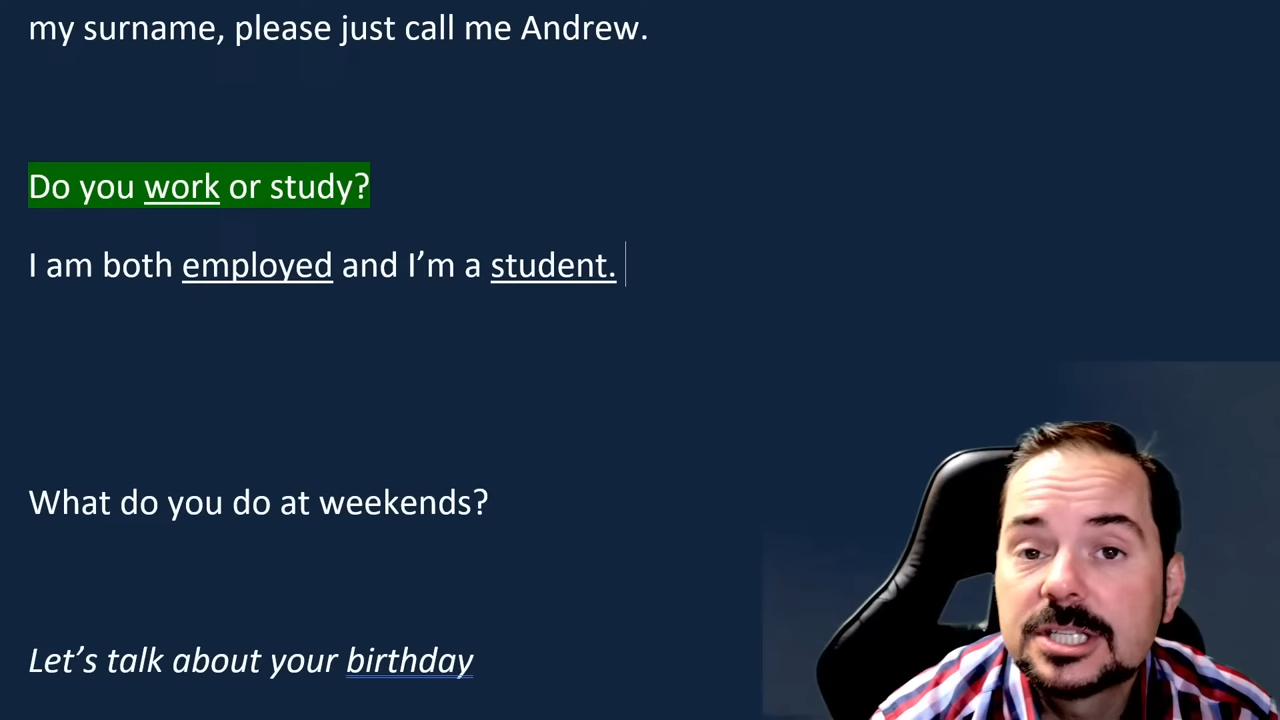 my surname, please just call me Andrew.
Do you work or study?
I am both employed and I’m a student.
What do you do at weekends?
Let’s talk about your birthday